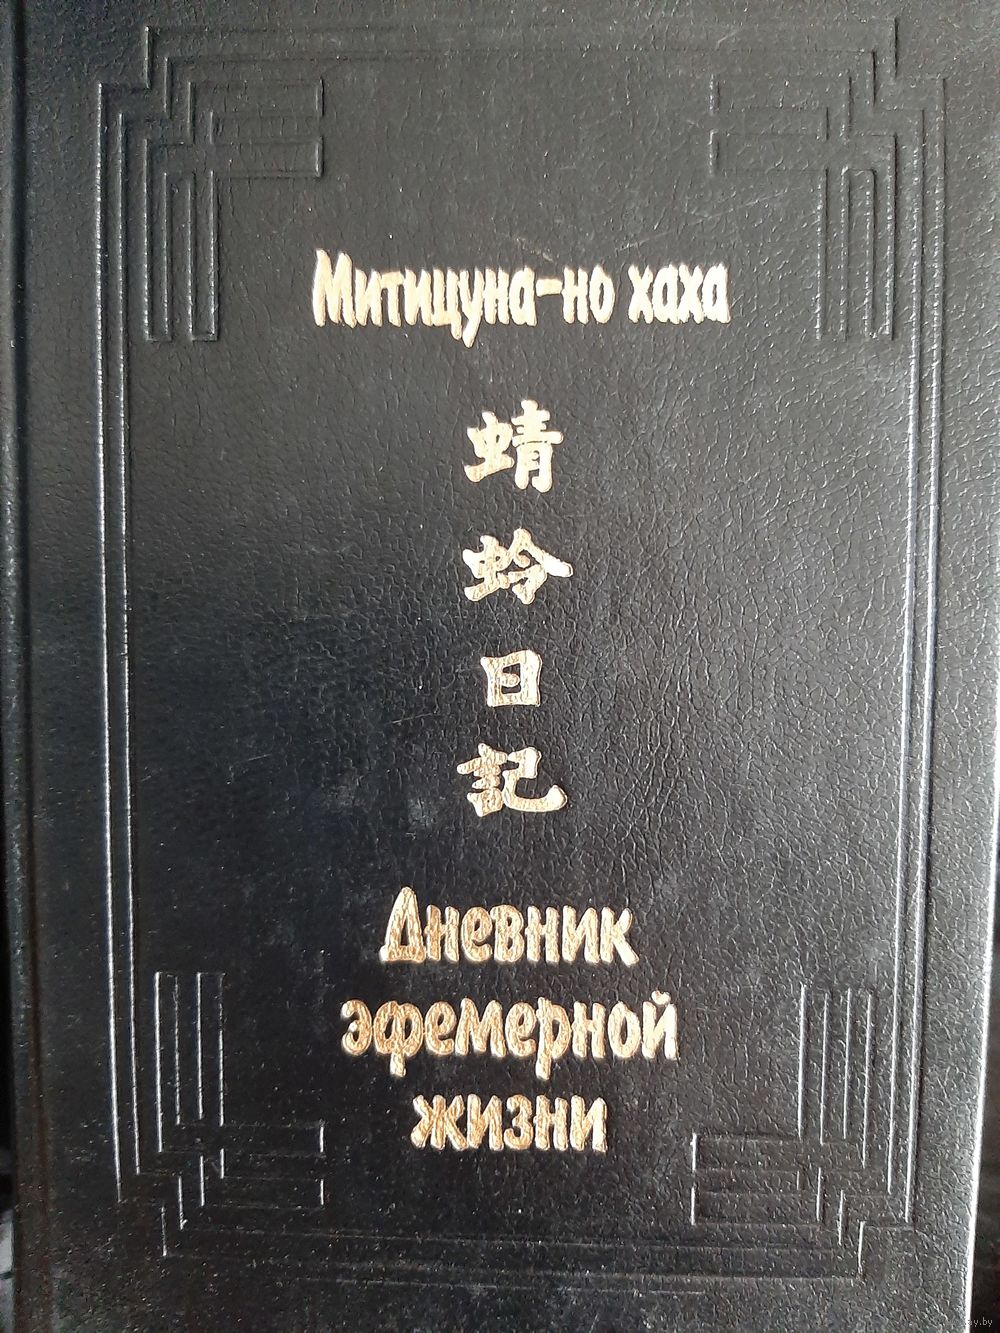 Митицуна-но хаха
蜻
蛉
日
記
Дневник
эфемерной
жизни